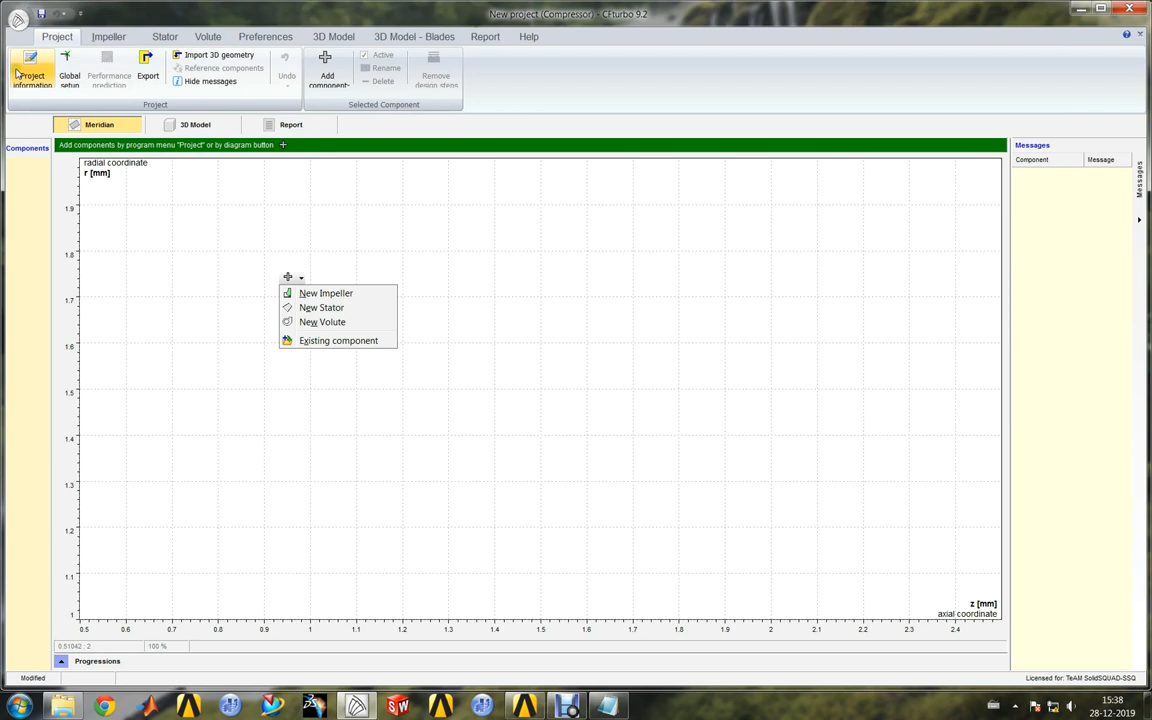 New project (Compressor) - CFturbo 9.2
Project Impeller Stator Volute Preferences 3D Model 3D Model - Blades Report Help
Project information
Global setup
Performance prediction
Export
Import 3D geometry
Reference components
Hide messages
Undo
Add component
Active
Rename
Delete
Remove design steps
Project
Selected Component
Meridian
3D Model
Report
Components
Add components by program menu "Project" or by diagram button
Messages
Component Message
Messages
radial coordinate
r [mm]
1.9
1.8
1.7
1.6
1.5
1.4
1.3
1.2
1.1
1
New Impeller
New Stator
New Volute
Existing component
z [mm]
axial coordinate
0.5 0.6 0.7 0.8 0.9 1 1.1 1.2 1.3 1.4 1.5 1.6 1.7 1.8 1.9 2 2.1 2.2 2.3 2.4
0.51042 : 2
100 %
Progressions
Modified
Licensed for: TeAM SolidSQUAD-SSQ
15:38
28-12-2019